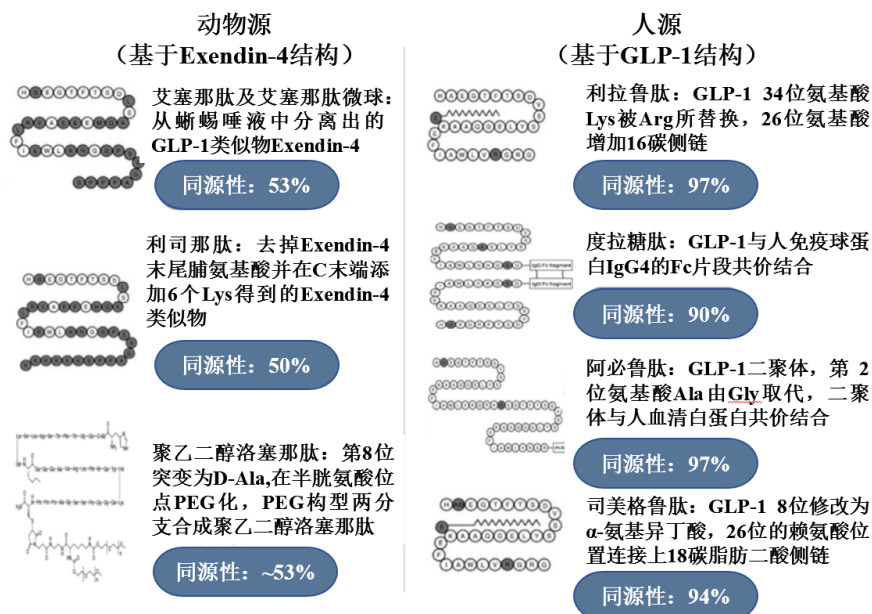 动物源
（基于Exendin-4结构）
艾塞那肽及艾塞那肽微球：
从蜥蜴唾液中分离出的
GLP-1类似物Exendin-4
同源性：53%
利司那肽：去掉Exendin-4
末尾脯氨基酸并在C末端添
加6个Lys得到的Exendin-4
类似物
同源性：50%
聚乙二醇洛塞那肽：第8位
突变为D-Ala,在半胱氨酸位
点PEG化，PEG构型两分
支合成聚乙二醇洛塞那肽
同源性：~53%
人源
（基于GLP-1结构）
利拉鲁肽：GLP-1 34位氨基酸
Lys被Arg所替换，26位氨基酸
增加16碳侧链
同源性：97%
度拉糖肽：GLP-1与人免疫球蛋
白IgG4的Fc片段共价结合
IgG Fc fragment
IgG Fc fragment
同源性：90%
阿必鲁肽：GLP-1二聚体，第 2
位氨基酸Ala由Gly取代，二聚
体与人血清白蛋白共价结合
同源性：97%
司美格鲁肽：GLP-1 8位修改为
α-氨基异丁酸，26位的赖氨酸位
置连接上18碳脂肪二酸侧链
同源性：94%